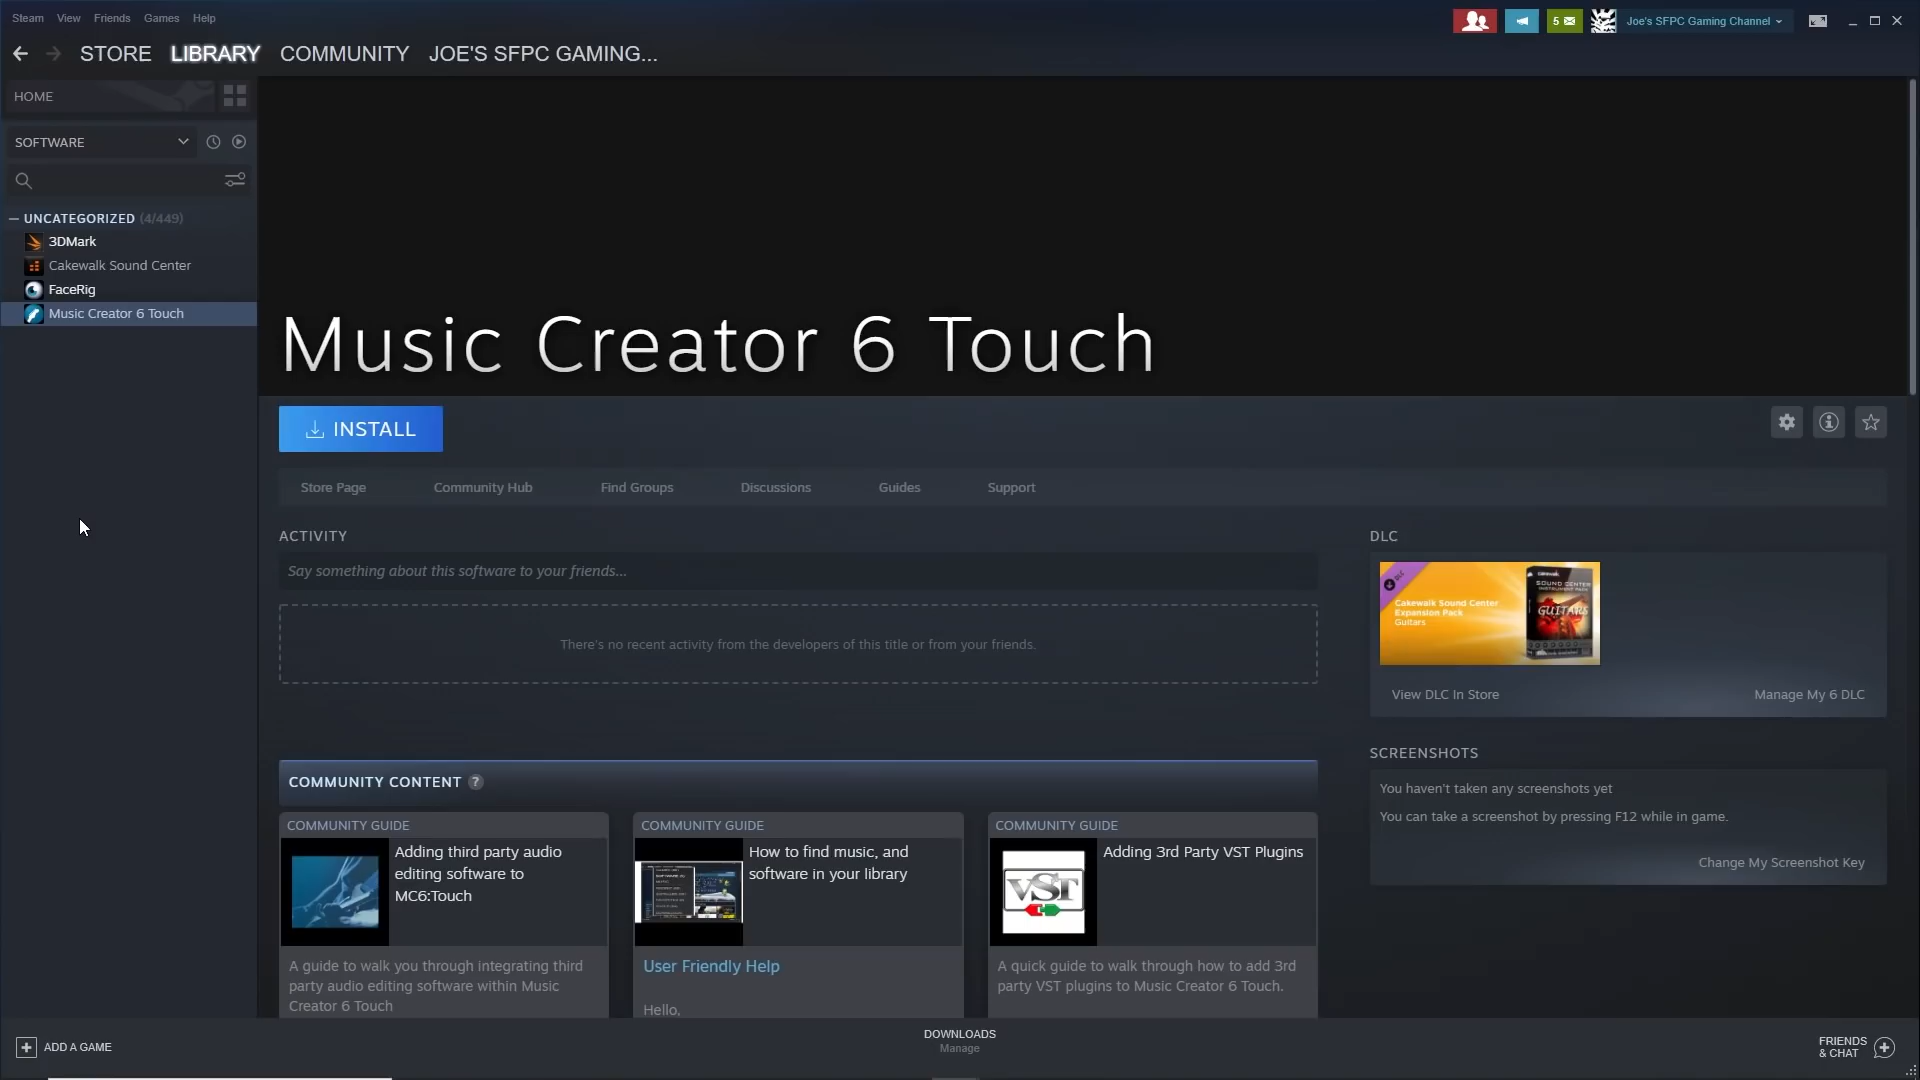 Steam View Friends Games Help
5
Joe's SFPC Gaming Channel
STORE LIBRARY COMMUNITY JOE'S SFPC GAMING...
HOME
SOFTWARE
UNCATEGORIZED (4/449)
3DMark
Cakewalk Sound Center
FaceRig
Music Creator 6 Touch
Music Creator 6 Touch
INSTALL
Store Page Community Hub Find Groups Discussions Guides Support
ACTIVITY
Say something about this software to your friends...
There's no recent activity from the developers of this title or from your friends.
DLC
DLC
Cakewalk Sound Center
Expansion Pack
Guitars
cakewalk
SOUND CENTER
INSTRUMENT PACK
GUITARS
View DLC In Store
Manage My 6 DLC
SCREENSHOTS
You haven't taken any screenshots yet
You can take a screenshot by pressing F12 while in game.
Change My Screenshot Key
COMMUNITY CONTENT ?
COMMUNITY GUIDE
Adding third party audio
editing software to
MC6:Touch
A guide to walk you through integrating third
party audio editing software within Music
Creator 6 Touch
COMMUNITY GUIDE
How to find music, and
software in your library
User Friendly Help
Hello,
COMMUNITY GUIDE
VST
Adding 3rd Party VST Plugins
A quick guide to walk through how to add 3rd
party VST plugins to Music Creator 6 Touch.
ADD A GAME
DOWNLOADS
Manage
FRIENDS
& CHAT